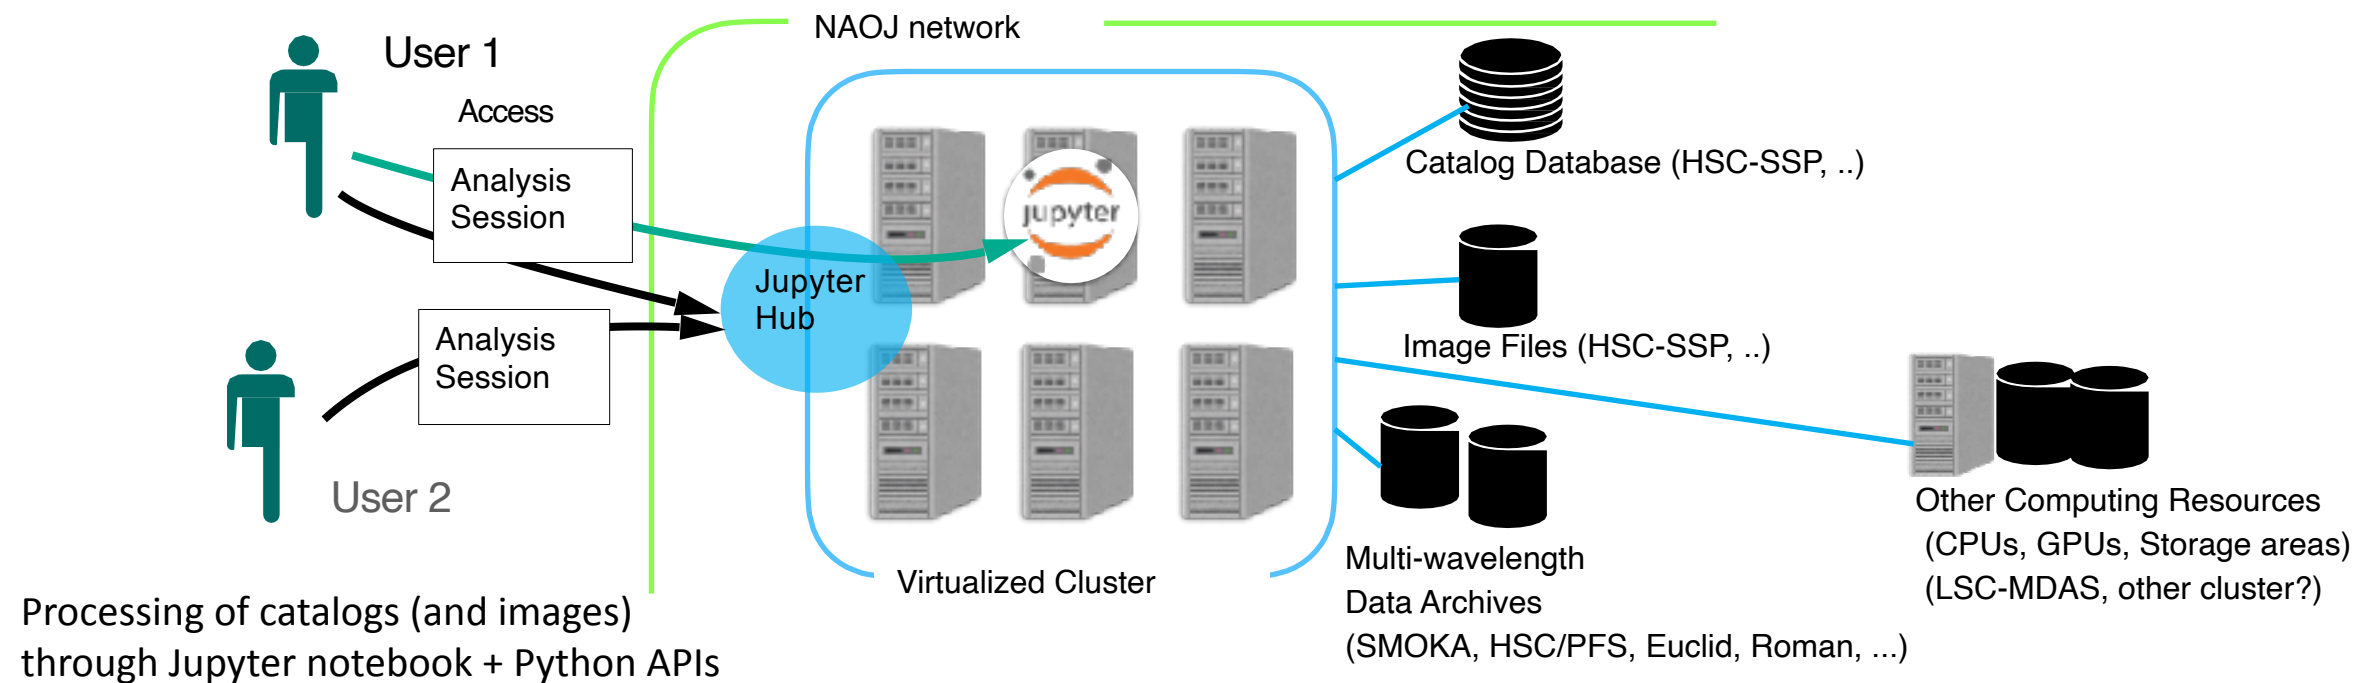 NAOJ network
User 1
Access
Analysis
Session
jupyter
Jupyter
Hub
Analysis
Session
User 2
Virtualized Cluster
Catalog Database (HSC-SSP, ..)
Image Files (HSC-SSP, ..)
Multi-wavelength
Data Archives
(SMOKA, HSC/PFS, Euclid, Roman, ...)
Other Computing Resources
(CPUs, GPUs, Storage areas)
(LSC-MDAS, other cluster?)
Processing of catalogs (and images)
through Jupyter notebook + Python APIs